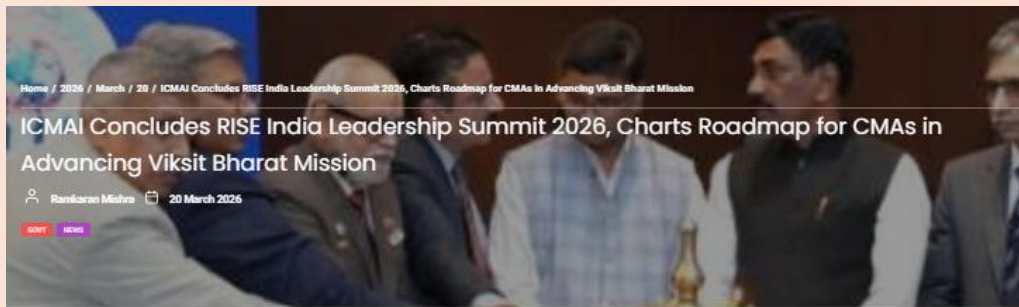 Home / 2026 / March / 20 / ICMAI Concludes RISE India Leadership Summit 2026, Charts Roadmap for CMAs in Advancing Viksit Bharat Mission
ICMAI Concludes RISE India Leadership Summit 2026, Charts Roadmap for CMAs in
Advancing Viksit Bharat Mission
Ramkaran Mishra 20 March 2026
GOVT NEWS